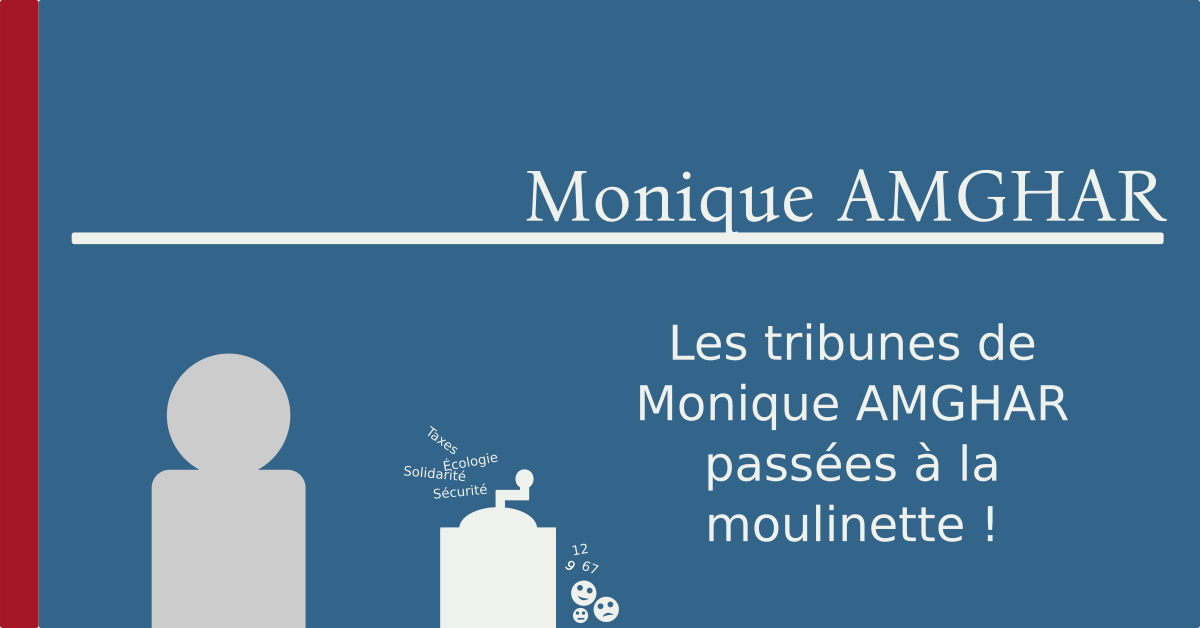 Monique AMGHAR
Les tribunes de
Monique AMGHAR
passées à la
moulinette !
Taxes
Écologie
Solidarité
Sécurité
12
9 67